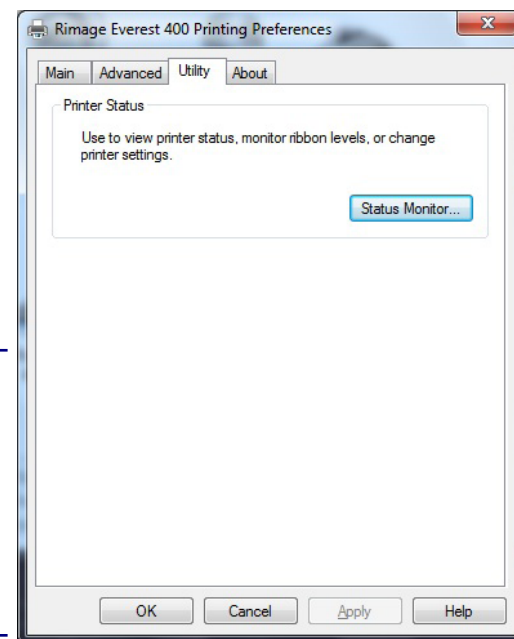 Rimage Everest 400 Printing Preferences
Main Advanced Utility About
Printer Status
Use to view printer status, monitor ribbon levels, or change
printer settings.
Status Monitor...
OK Cancel Apply Help